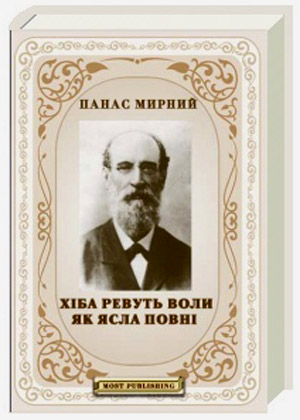 ПАНАС МИРНИЙ
ХІБА РЕВУТЬ ВОЛИ
ЯК ЯСЛА ПОВНІ
MOST PUBLISHING